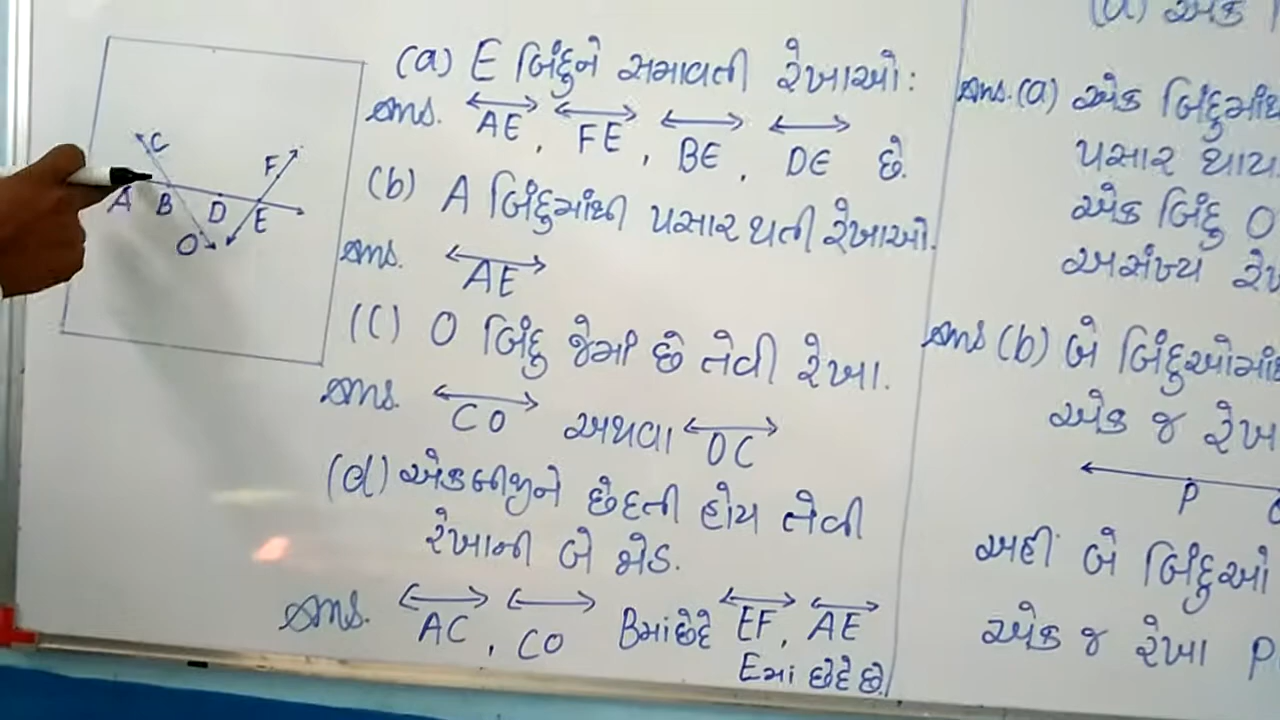 C
F
A B D E
O
(a) E બિંદુને સમાવતી રેખાઓ:
Ans. AE, FE, BE, DE છે.
(b) A બિંદુમાંથી પસાર થતી રેખાઓ.
Ans. AE
(C) O બિંદુ જેમાં છે તેવી રેખા.
Ans. CO અથવા OC
(d) એકબીજીને છેદતી હોય તેવી
રેખાની બે જોડ.
Ans. AC, CO Bમાં છેદે EF, AE
Eમાં છેદે છે.
એક
Ans. (a) એક
પસાર થાય
એક બિંદુ O
અસંખ્ય
Ans (b) બે
એક જ
P
અહીં બે બિંદુઓ
એક જ રેખા P